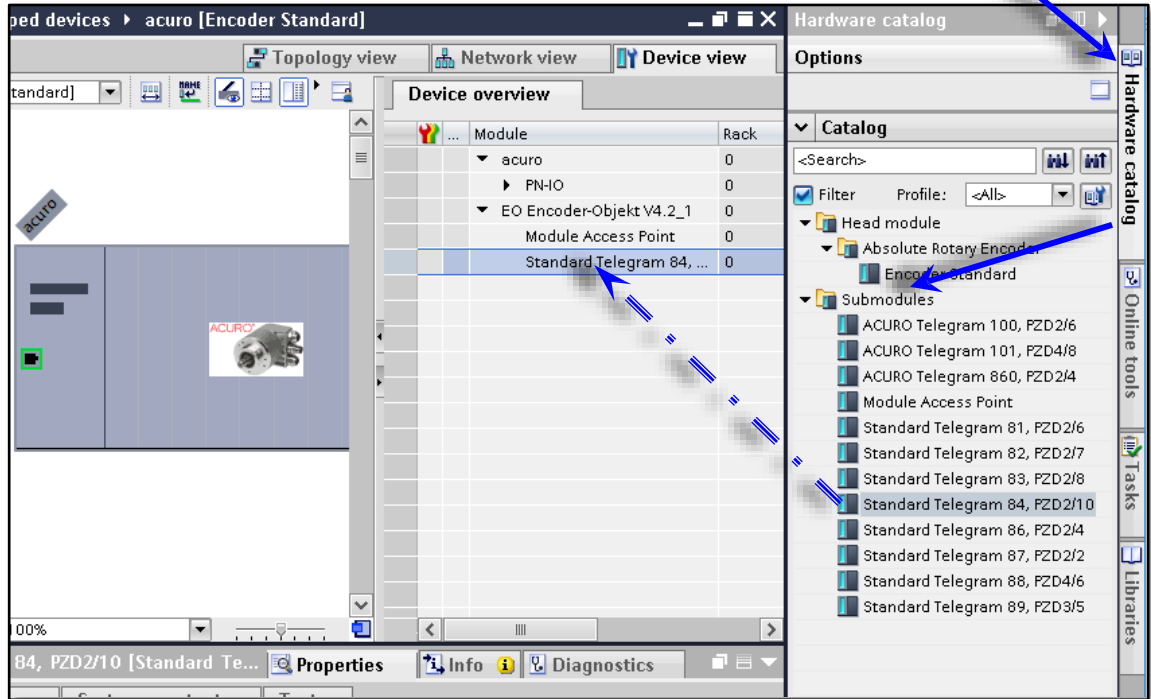 ped devices ▸ acuro [Encoder Standard]
Topology view
Network view
Device view
tandard]
NAME
acuro
ACURO
100%
Device overview
... Module Rack
acuro 0
PN-IO 0
EO Encoder-Objekt V4.2_1 0
Module Access Point 0
Standard Telegram 84, ... 0
84, PZD2/10 [Standard Te...
Properties
Info
Diagnostics
Hardware catalog
Options
Catalog
<Search>
Filter Profile: <All>
Head module
Absolute Rotary Encoder
Encoder Standard
Submodules
ACURO Telegram 100, PZD2/6
ACURO Telegram 101, PZD4/8
ACURO Telegram 860, PZD2/4
Module Access Point
Standard Telegram 81, PZD2/6
Standard Telegram 82, PZD2/7
Standard Telegram 83, PZD2/8
Standard Telegram 84, PZD2/10
Standard Telegram 86, PZD2/4
Standard Telegram 87, PZD2/2
Standard Telegram 88, PZD4/6
Standard Telegram 89, PZD3/5
Hardware catalog
Online tools
Tasks
Libraries